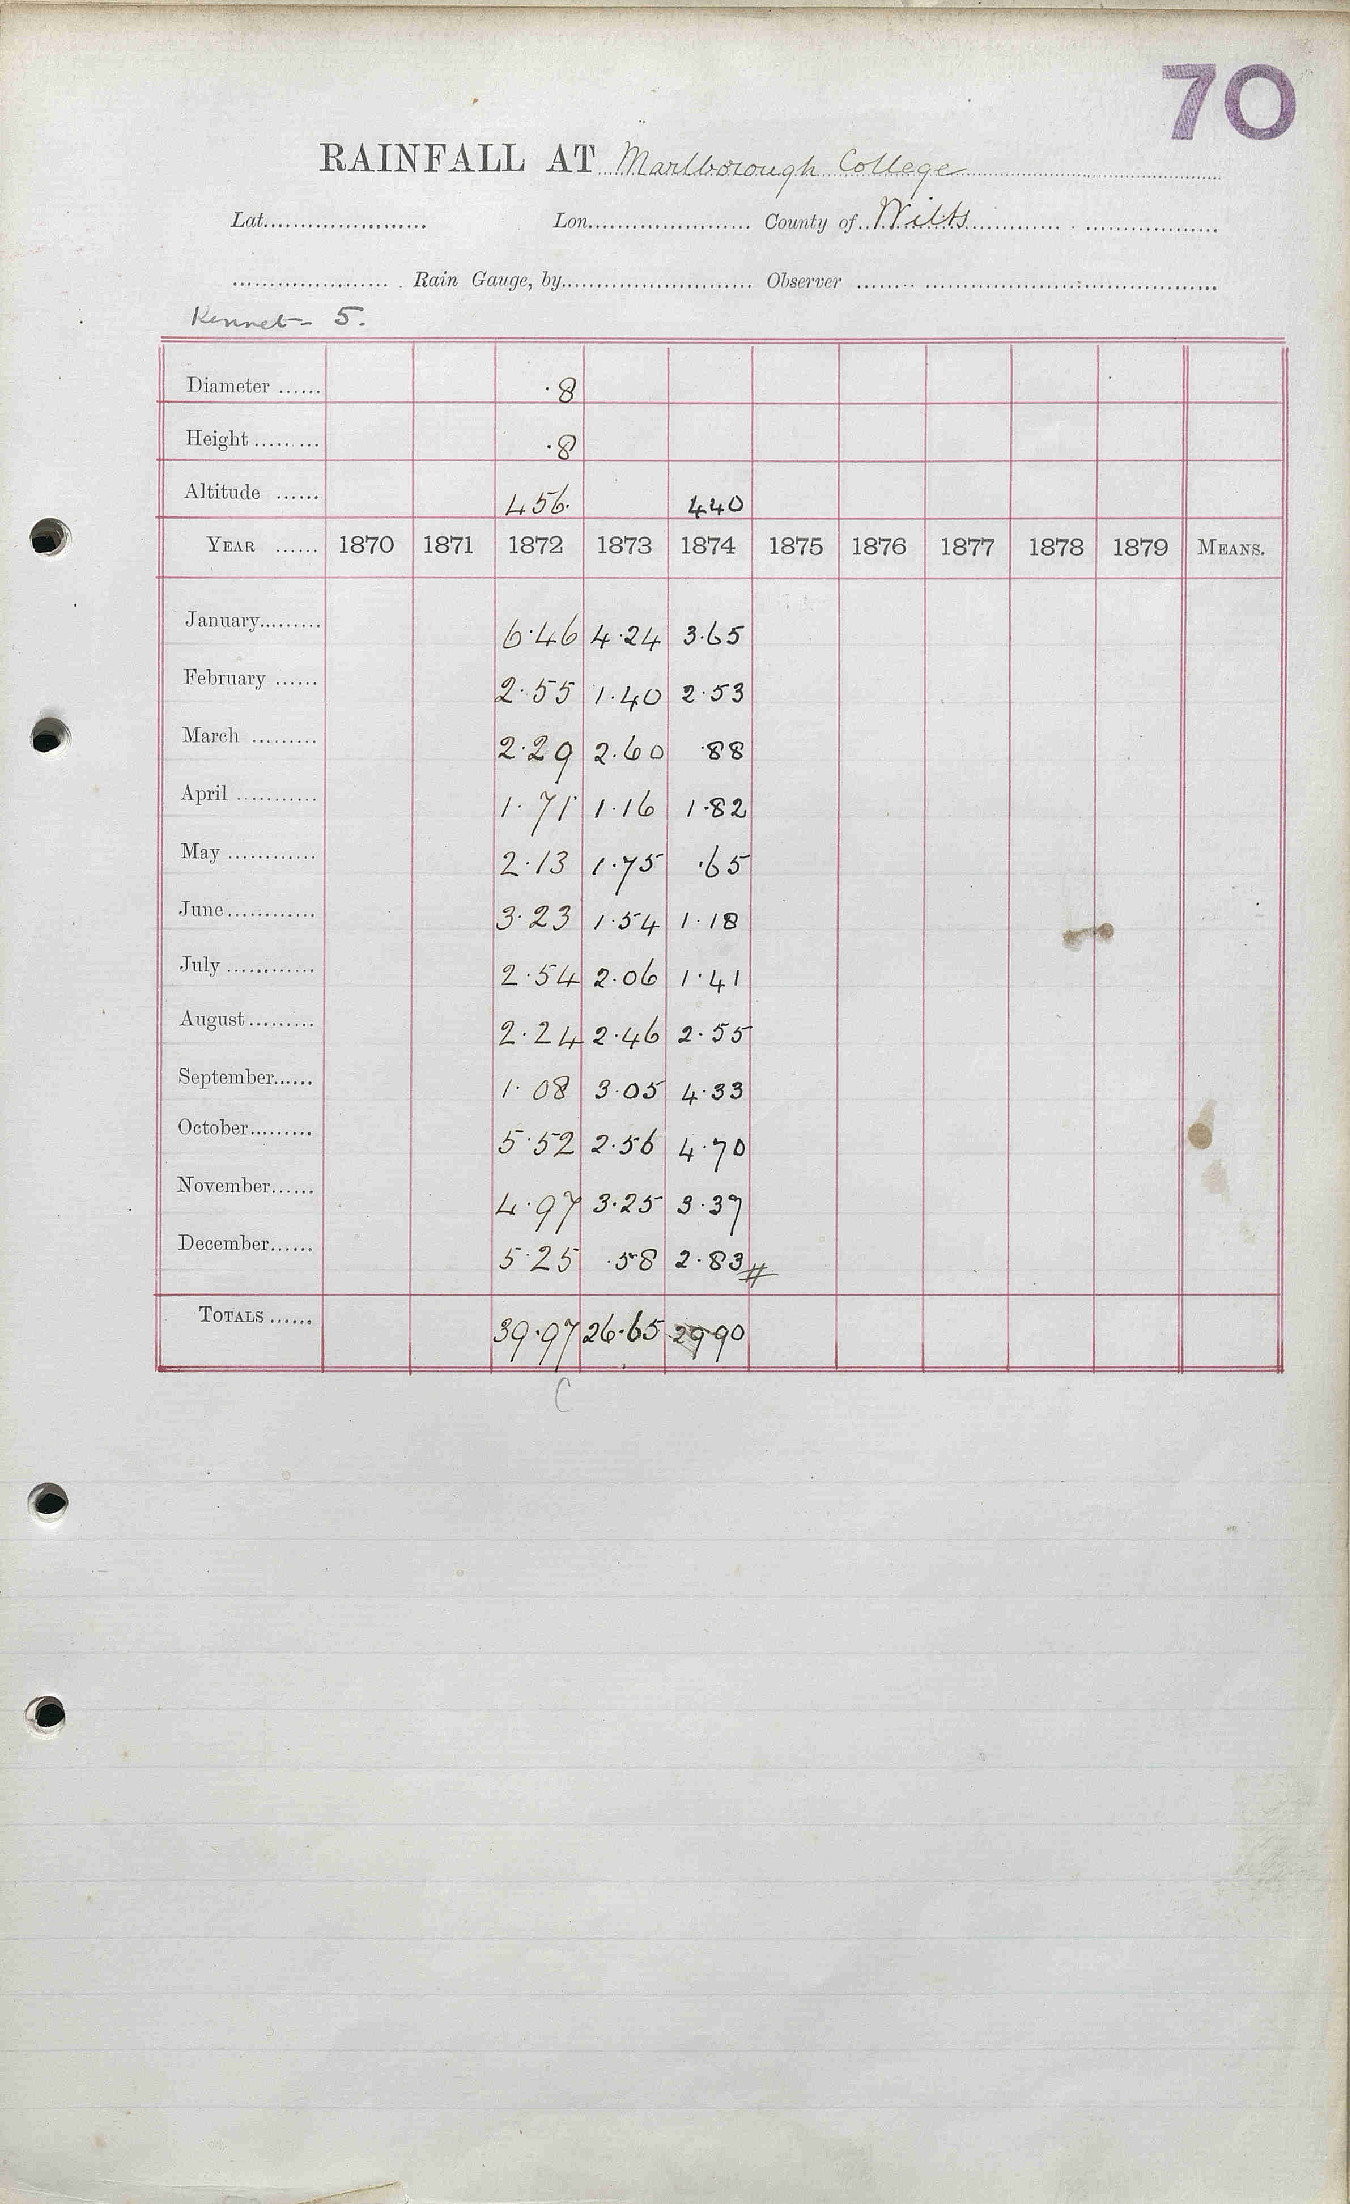 70
RAINFALL AT Marlborough College
Lat. Lon. County of Wilts
Rain Gauge, by Observer
Kennet - 5.
Diameter ...... ·8
Height ......... ·8
Altitude ...... 456 440
YEAR ...... 1870 1871 1872 1873 1874 1875 1876 1877 1878 1879 MEANS.
January......... 6·46 4·24 3·65
February ...... 2·55 1·40 2·53
March ......... 2·29 2·60 ·88
April ........... 1·71 1·16 1·82
May ............ 2·13 1·75 ·65
June............ 3·23 1·54 1·18
July ............ 2·54 2·06 1·41
August......... 2·24 2·46 2·55
September...... 1·08 3·05 4·33
October......... 5·52 2·56 4·70
November...... 4·97 3·25 3·37
December...... 5·25 ·58 2·83 #
TOTALS ...... 39·97 26·65 29·90
C